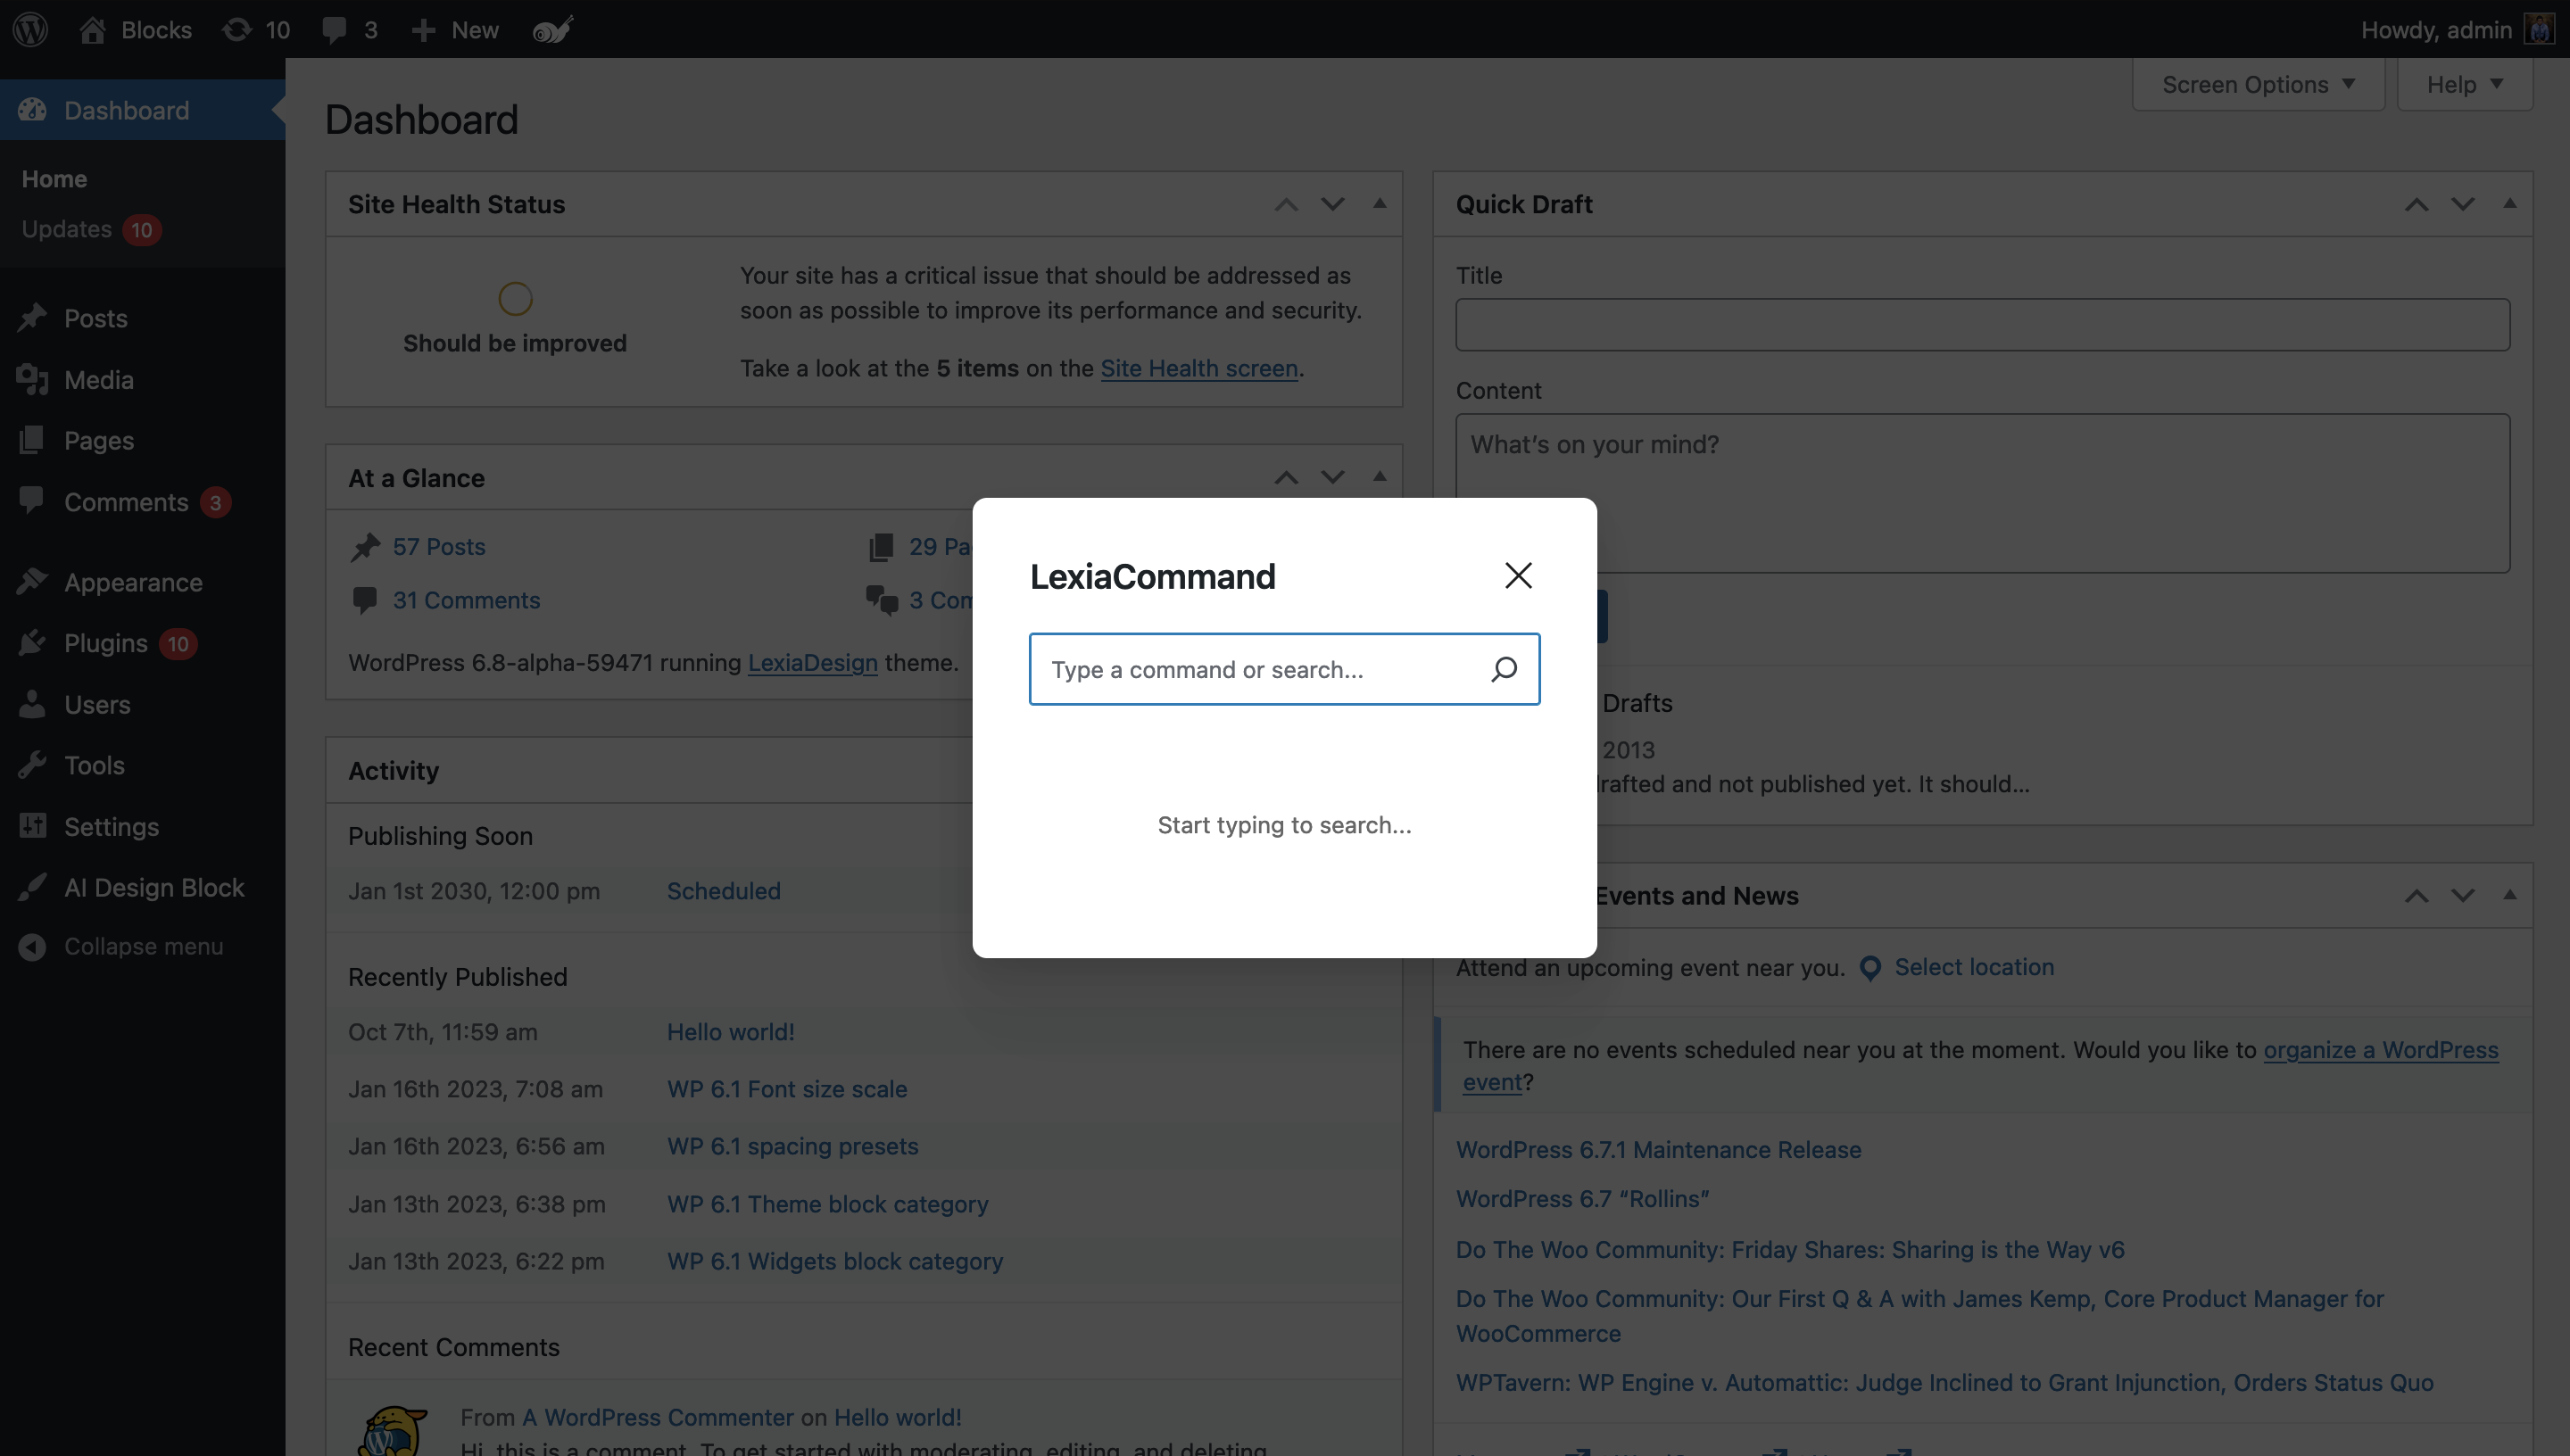 Blocks
10
3
New
Howdy, admin
Dashboard
Home
Updates 10
Posts
Media
Pages
Comments 3
Appearance
Plugins 10
Users
Tools
Settings
AI Design Block
Collapse menu
Screen Options
Help
Dashboard
Site Health Status
Should be improved
Your site has a critical issue that should be addressed as
soon as possible to improve its performance and security.
Take a look at the 5 items on the Site Health screen.
At a Glance
57 Posts
29
31 Comments
3
WordPress 6.8-alpha-59471 running LexiaDesign theme.
Activity
Publishing Soon
Jan 1st 2030, 12:00 pm Scheduled
Recently Published
Oct 7th, 11:59 am Hello world!
Jan 16th 2023, 7:08 am WP 6.1 Font size scale
Jan 16th 2023, 6:56 am WP 6.1 spacing presets
Jan 13th 2023, 6:38 pm WP 6.1 Theme block category
Jan 13th 2023, 6:22 pm WP 6.1 Widgets block category
Recent Comments
From A WordPress Commenter on Hello world!
Hi, this is a comment. To get started with moderating, editing, and deleting
LexiaCommand
Type a command or search...
Start typing to search...
Quick Draft
Title
Content
What’s on your mind?
Drafts
2013
drafted and not published yet. It should…
Events and News
Attend an upcoming event near you. Select location
There are no events scheduled near you at the moment. Would you like to organize a WordPress
event?
WordPress 6.7.1 Maintenance Release
WordPress 6.7 “Rollins”
Do The Woo Community: Friday Shares: Sharing is the Way v6
Do The Woo Community: Our First Q & A with James Kemp, Core Product Manager for
WooCommerce
WPTavern: WP Engine v. Automattic: Judge Inclined to Grant Injunction, Orders Status Quo